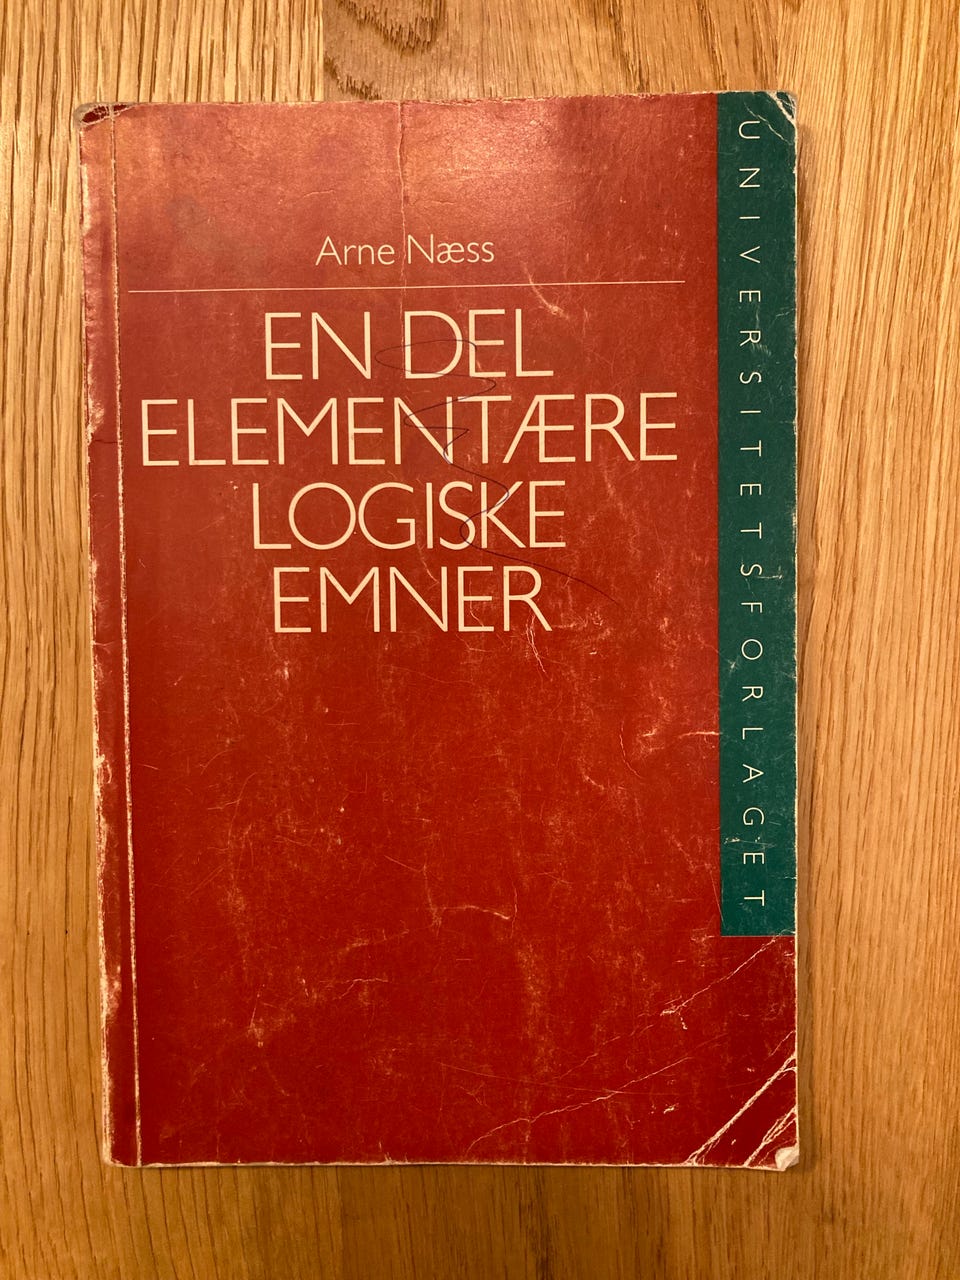 Arne Næss
EN DEL
ELEMENTÆRE
LOGISKE
EMNER
UNIVERSITETSFORLAGET